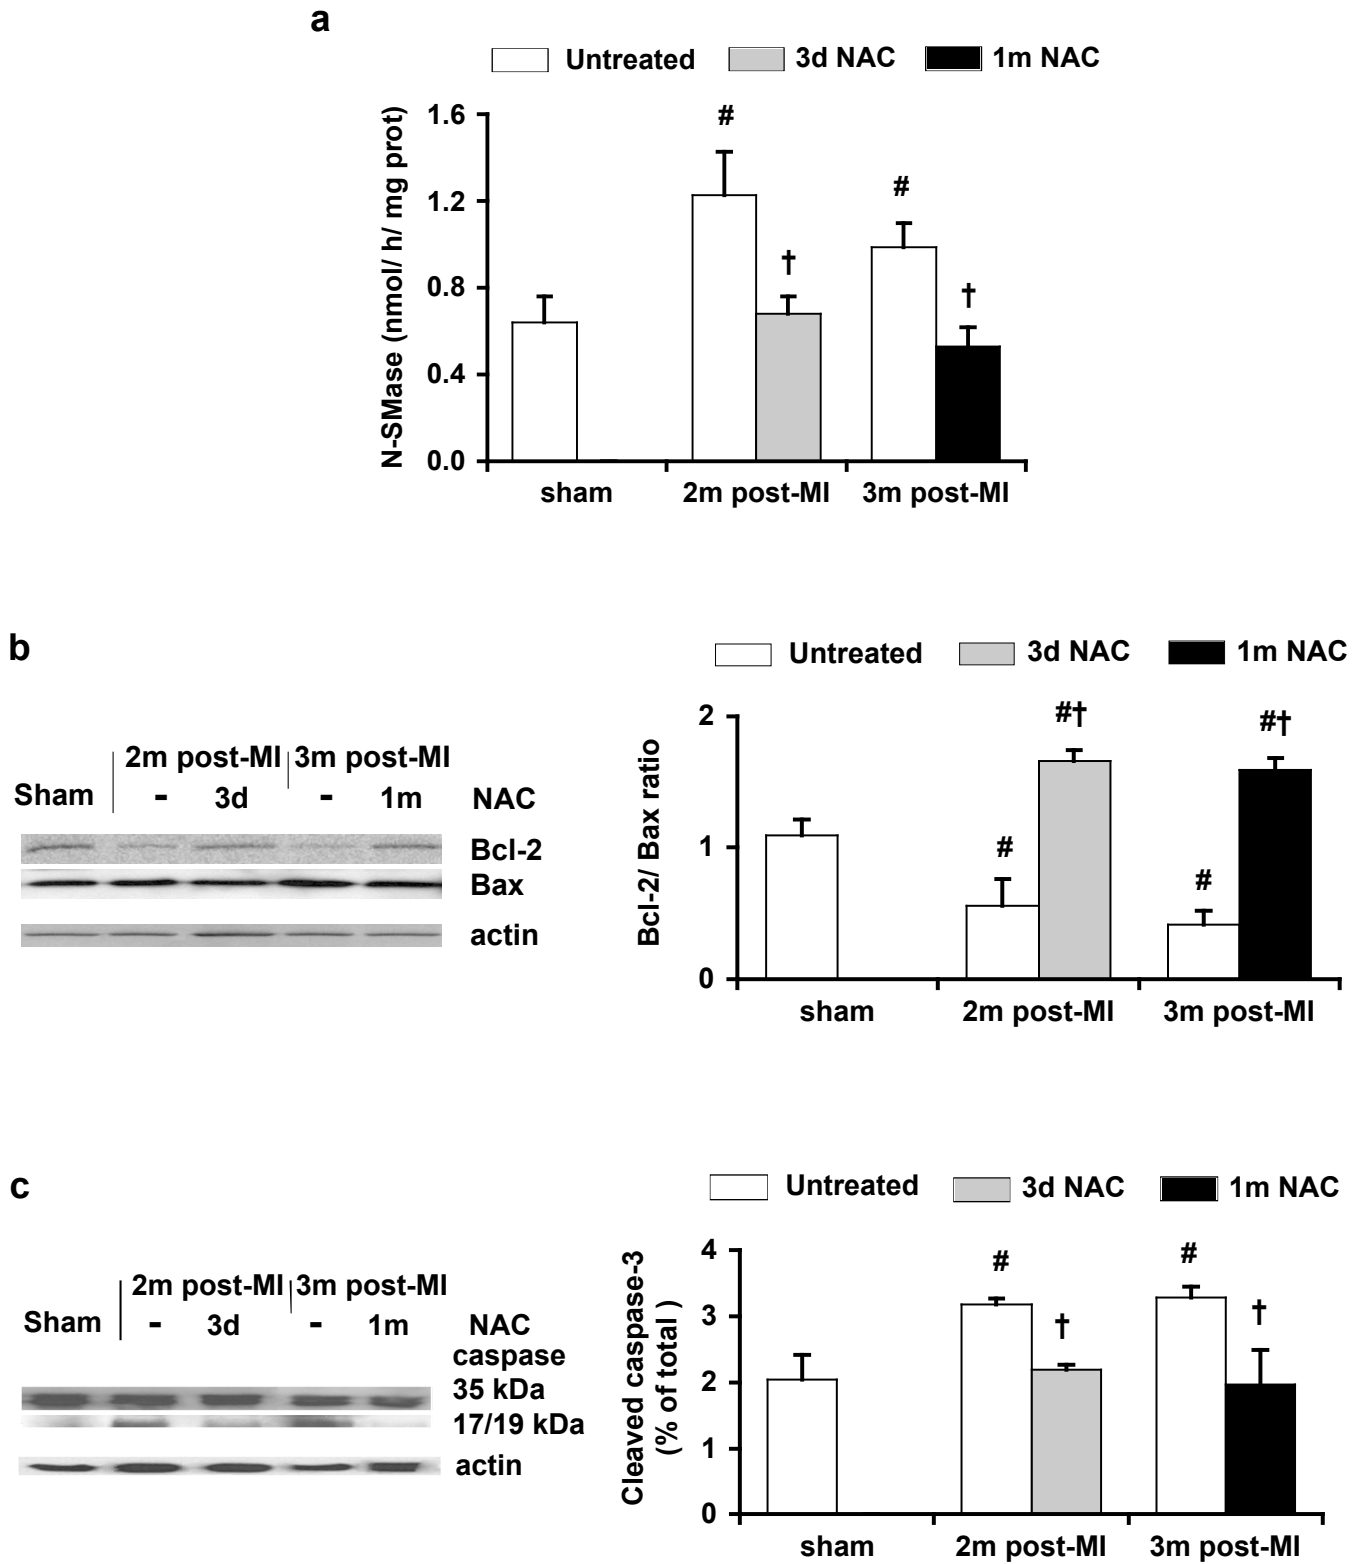 a
Untreated 3d NAC 1m NAC
N-SMase (nmol/ h/ mg prot)
1.6
1.2
0.8
0.4
0.0
#
†
#
†
sham 2m post-MI 3m post-MI
b
2m post-MI 3m post-MI
Sham - 3d - 1m NAC
Bcl-2
Bax
actin
Untreated 3d NAC 1m NAC
Bcl-2/ Bax ratio
2
1
0
#
#†
#
#†
sham 2m post-MI 3m post-MI
c
2m post-MI 3m post-MI
Sham - 3d - 1m NAC
caspase
35 kDa
17/19 kDa
actin
Untreated 3d NAC 1m NAC
Cleaved caspase-3
(% of total )
4
3
2
1
0
#
†
#
†
sham 2m post-MI 3m post-MI